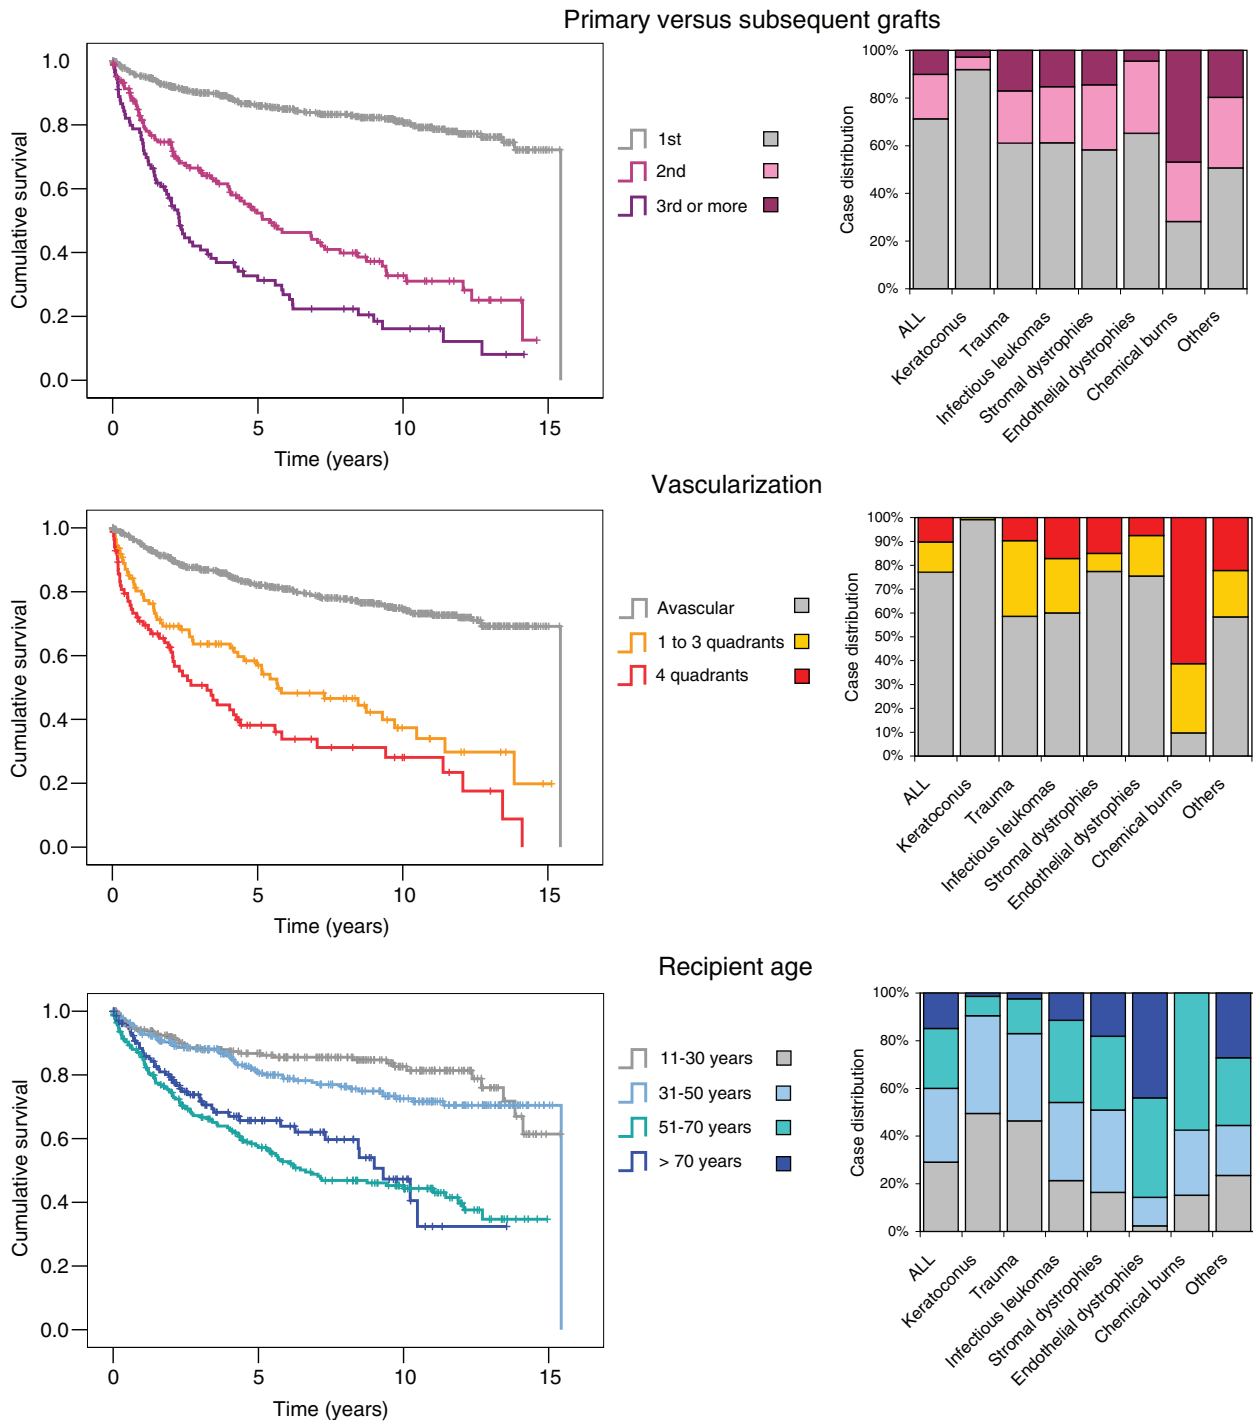 Primary versus subsequent grafts
1.0
0.8
0.6
0.4
0.2
0.0
Cumulative survival
0 5 10 15
Time (years)
1st
2nd
3rd or more
100%
80%
60%
40%
20%
0%
Case distribution
ALL
Keratoconus
Trauma
Infectious leukomas
Stromal dystrophies
Endothelial dystrophies
Chemical burns
Others
Vascularization
1.0
0.8
0.6
0.4
0.2
0.0
Cumulative survival
0 5 10 15
Time (years)
Avascular
1 to 3 quadrants
4 quadrants
100%
90%
80%
70%
60%
50%
40%
30%
20%
10%
0%
Case distribution
ALL
Keratoconus
Trauma
Infectious leukomas
Stromal dystrophies
Endothelial dystrophies
Chemical burns
Others
Recipient age
1.0
0.8
0.6
0.4
0.2
0.0
Cumulative survival
0 5 10 15
Time (years)
11-30 years
31-50 years
51-70 years
> 70 years
100%
80%
60%
40%
20%
0%
Case distribution
ALL
Keratoconus
Trauma
Infectious leukomas
Stromal dystrophies
Endothelial dystrophies
Chemical burns
Others